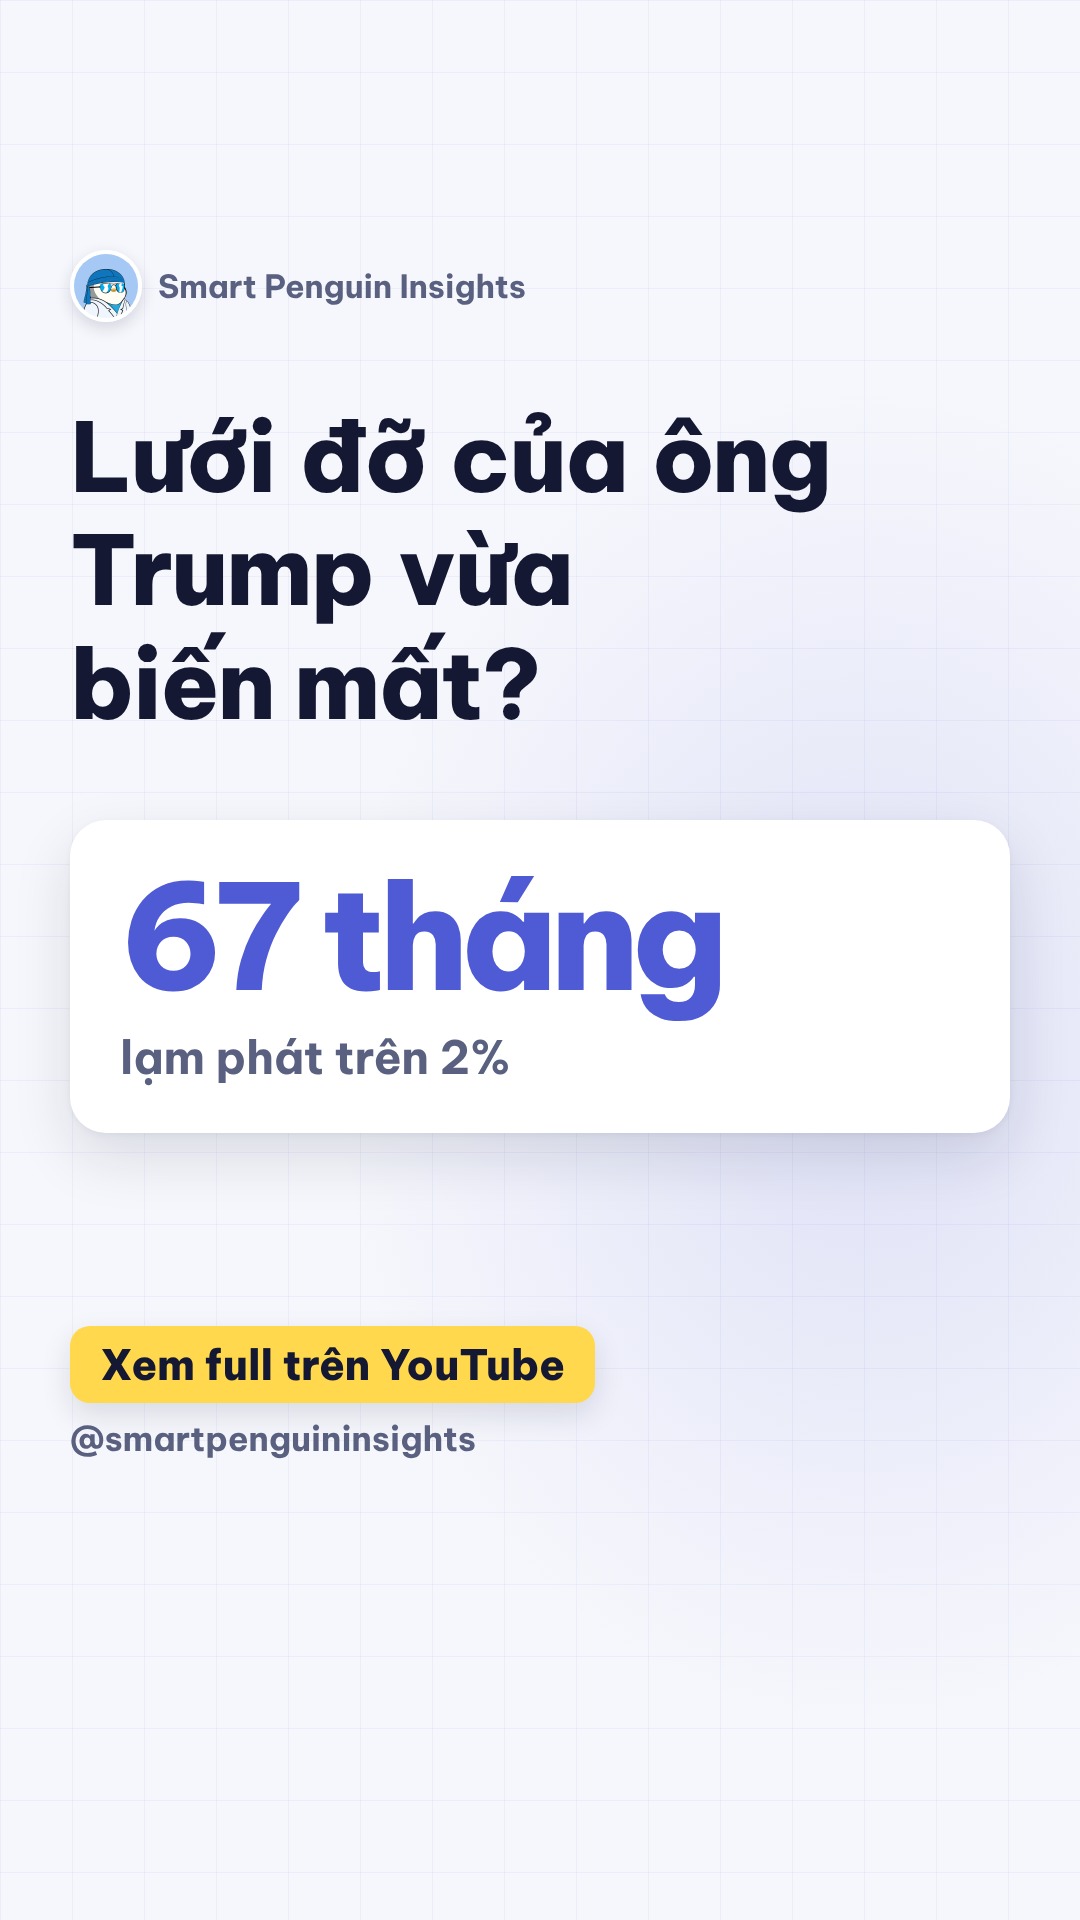 Smart Penguin Insights
Lưới đỡ của ông
Trump vừa
biến mất?
67 tháng
lạm phát trên 2%
Xem full trên YouTube
@smartpenguininsights